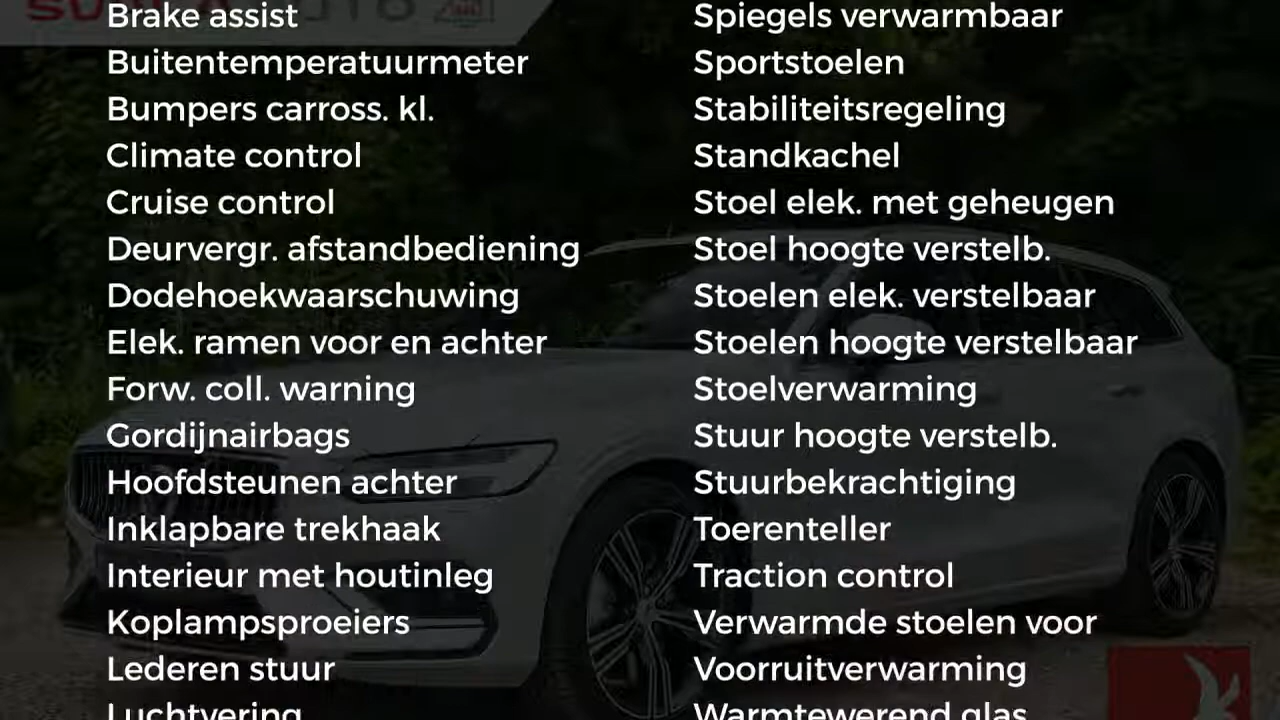 Brake assist
Buitentemperatuurmeter
Bumpers carross. kl.
Climate control
Cruise control
Deurvergr. afstandbediening
Dodehoekwaarschuwing
Elek. ramen voor en achter
Forw. coll. warning
Gordijnairbags
Hoofdsteunen achter
Inklapbare trekhaak
Interieur met houtinleg
Koplampsproeiers
Lederen stuur
Luchtvering
Spiegels verwarmbaar
Sportstoelen
Stabiliteitsregeling
Standkachel
Stoel elek. met geheugen
Stoel hoogte verstelb.
Stoelen elek. verstelbaar
Stoelen hoogte verstelbaar
Stoelverwarming
Stuur hoogte verstelb.
Stuurbekrachtiging
Toerenteller
Traction control
Verwarmde stoelen voor
Voorruitverwarming
Warmtewerend glas